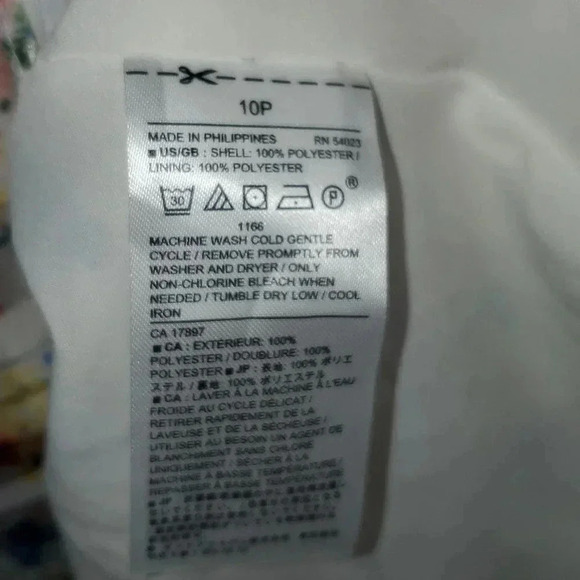 10P
MADE IN PHILIPPINES RN 54023
■ US/GB : SHELL: 100% POLYESTER /
LINING: 100% POLYESTER
30 P ®
1166
MACHINE WASH COLD GENTLE
CYCLE / REMOVE PROMPTLY FROM
WASHER AND DRYER / ONLY
NON-CHLORINE BLEACH WHEN
NEEDED / TUMBLE DRY LOW / COOL
IRON
CA 17897
■ CA : EXTÉRIEUR: 100%
POLYESTER / DOUBLURE: 100%
POLYESTER ■ JP : 表地: 100% ポリエ
ステル / 裏地: 100% ポリエステル
■ CA : LAVER À LA MACHINE À L'EAU
FROIDE AU CYCLE DÉLICAT /
RETIRER RAPIDEMENT DE LA
LAVEUSE ET DE LA SÉCHEUSE /
UTILISER AU BESOIN UN AGENT DE
BLANCHIMENT SANS CHLORE
UNIQUEMENT / SÉCHER À LA
MACHINE À BASSE TEMPÉRATURE /
REPASSER À BASSE TEMPÉRATURE
■ JP :